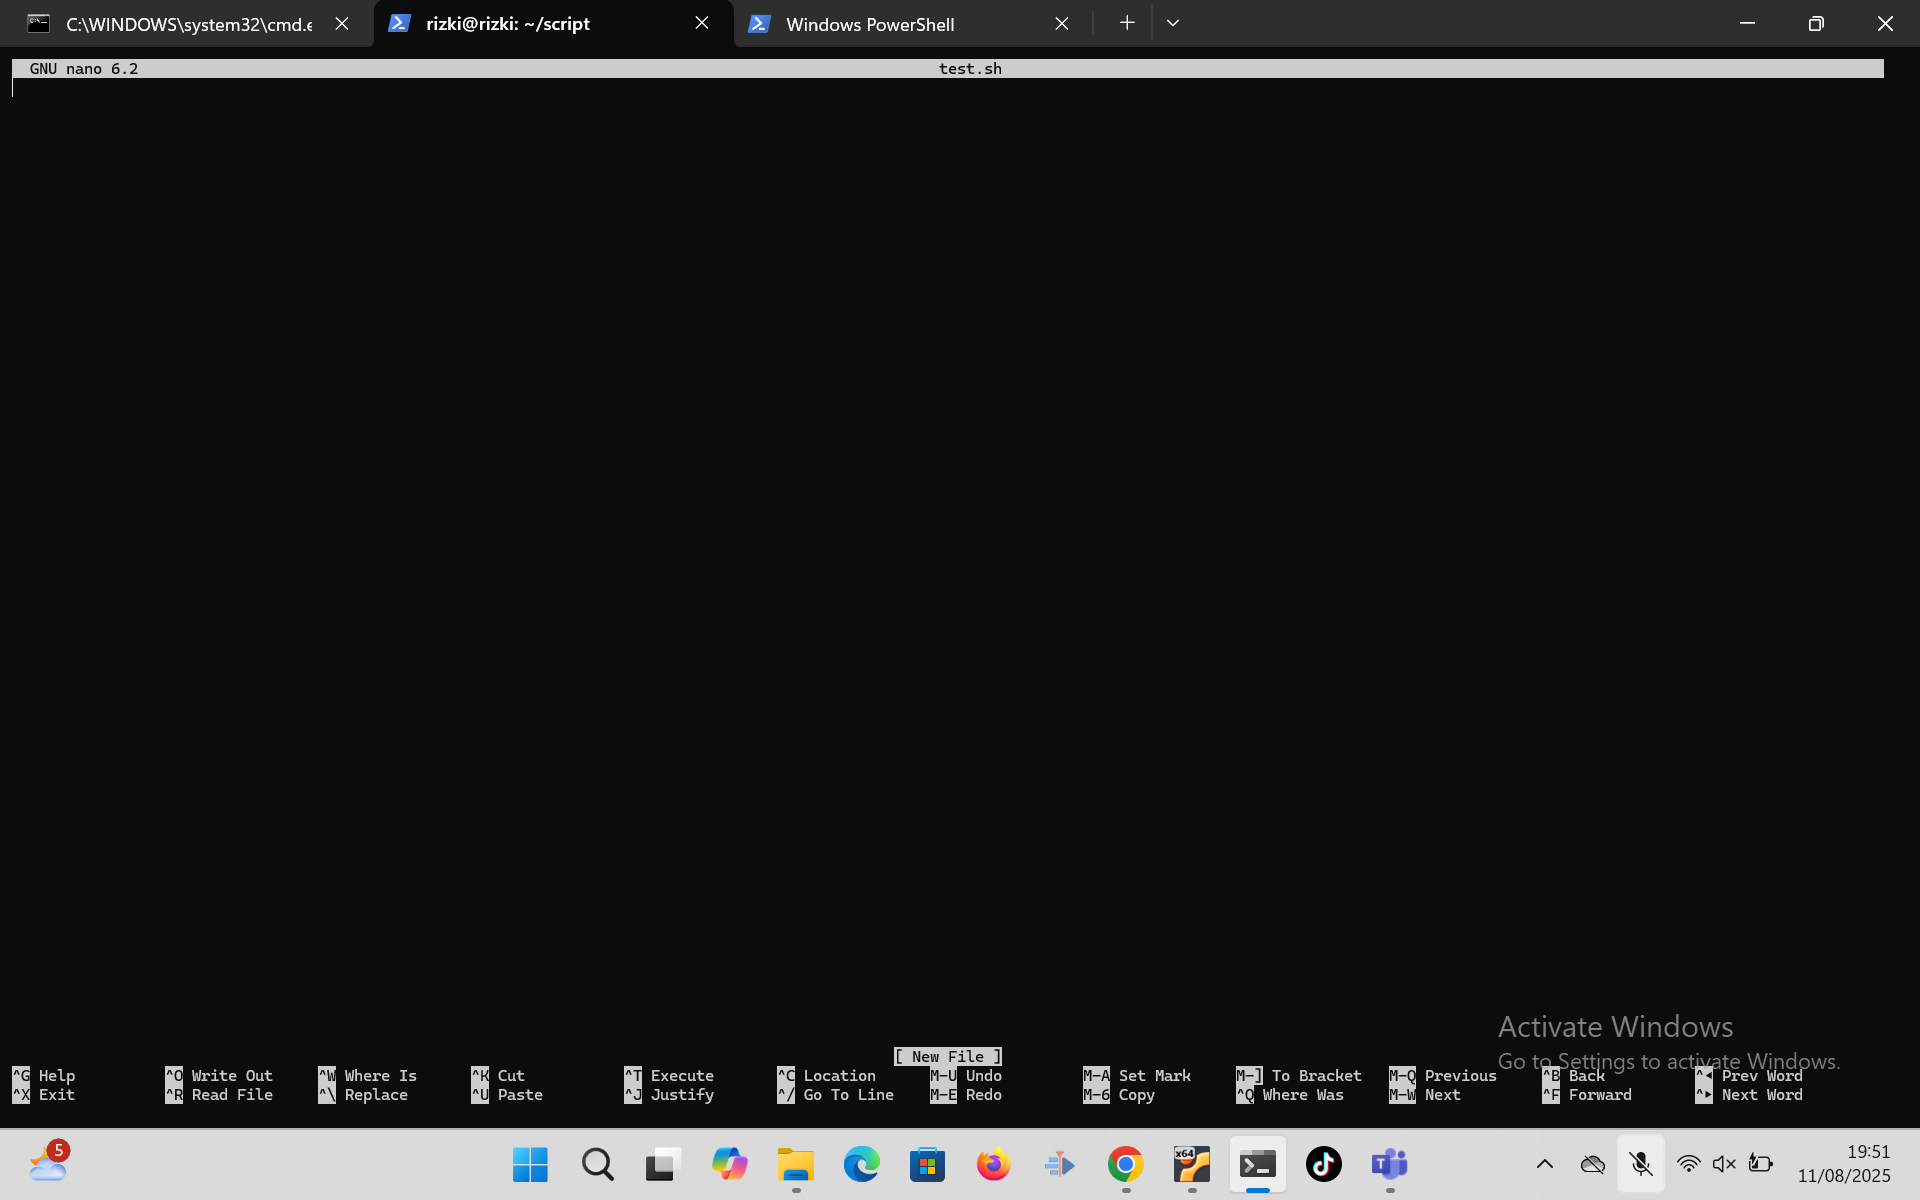 C:\WINDOWS\system32\cmd.e
rizki@rizki: ~/script
Windows PowerShell
GNU nano 6.2 test.sh
Activate Windows
Go to Settings to activate Windows.
[ New File ]
^G Help ^O Write Out ^W Where Is ^K Cut ^T Execute ^C Location M-U Undo M-A Set Mark M-] To Bracket M-Q Previous ^B Back ^◂ Prev Word
^X Exit ^R Read File ^\ Replace ^U Paste ^J Justify ^/ Go To Line M-E Redo M-6 Copy ^Q Where Was M-W Next ^F Forward ^▸ Next Word
5
x64
T
19:51
11/08/2025